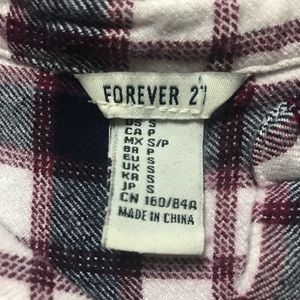 FOREVER 21
US S
CA P
MX S/P
BR P
EU S
UK S
KR S
JP S
CN 160/84A
MADE IN CHINA